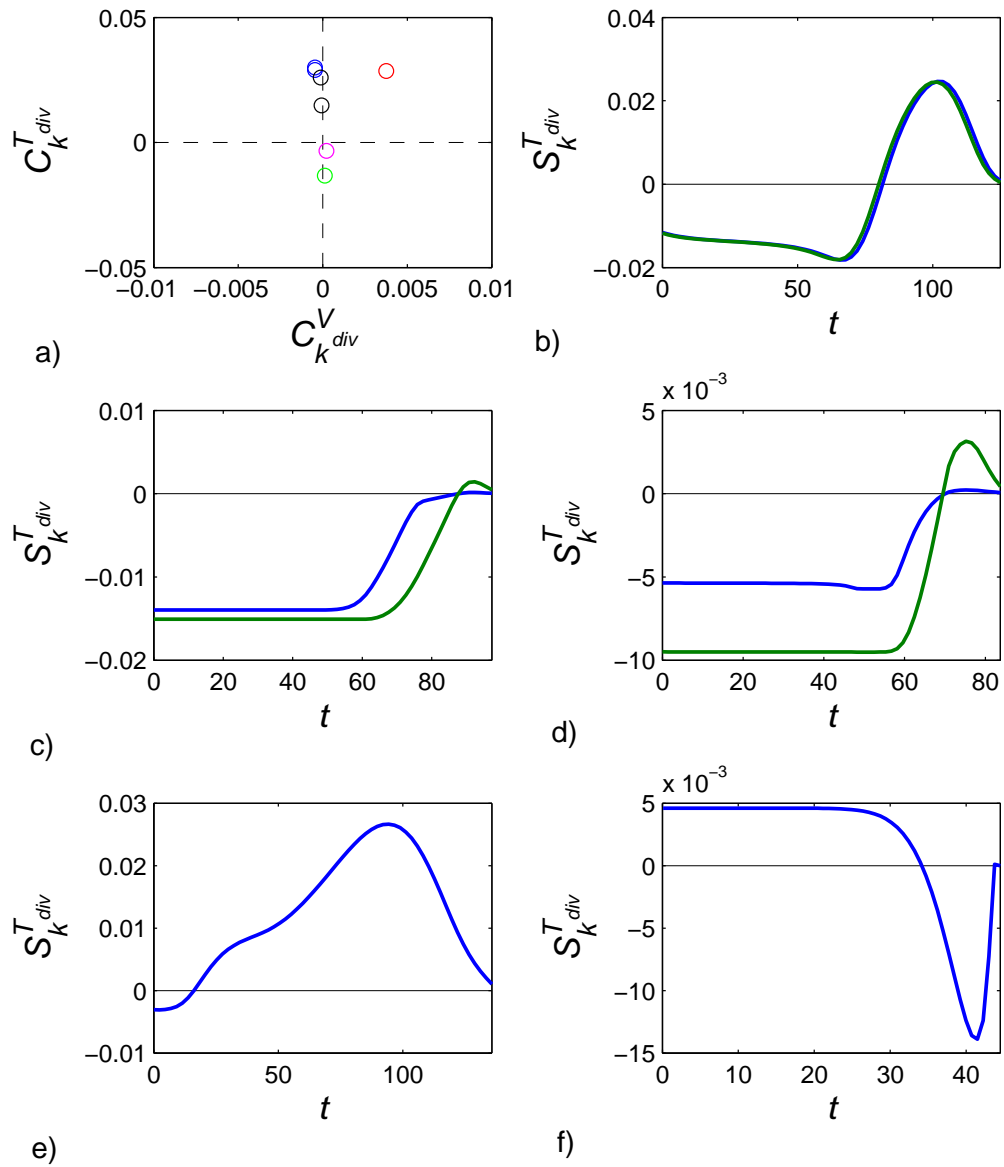 0.05
0
−0.05
−0.01
−0.005
0
0.005
0.01
C_k^T_div
C_k^V_div
a)
0.04
0.02
0
−0.02
0
50
100
S_k^T_div
t
b)
0.01
0
−0.01
−0.02
0
20
40
60
80
S_k^T_div
t
c)
x 10^−3
5
0
−5
−10
0
20
40
60
80
S_k^T_div
t
d)
0.03
0.02
0.01
0
−0.01
0
50
100
S_k^T_div
t
e)
x 10^−3
5
0
−5
−10
−15
0
10
20
30
40
S_k^T_div
t
f)